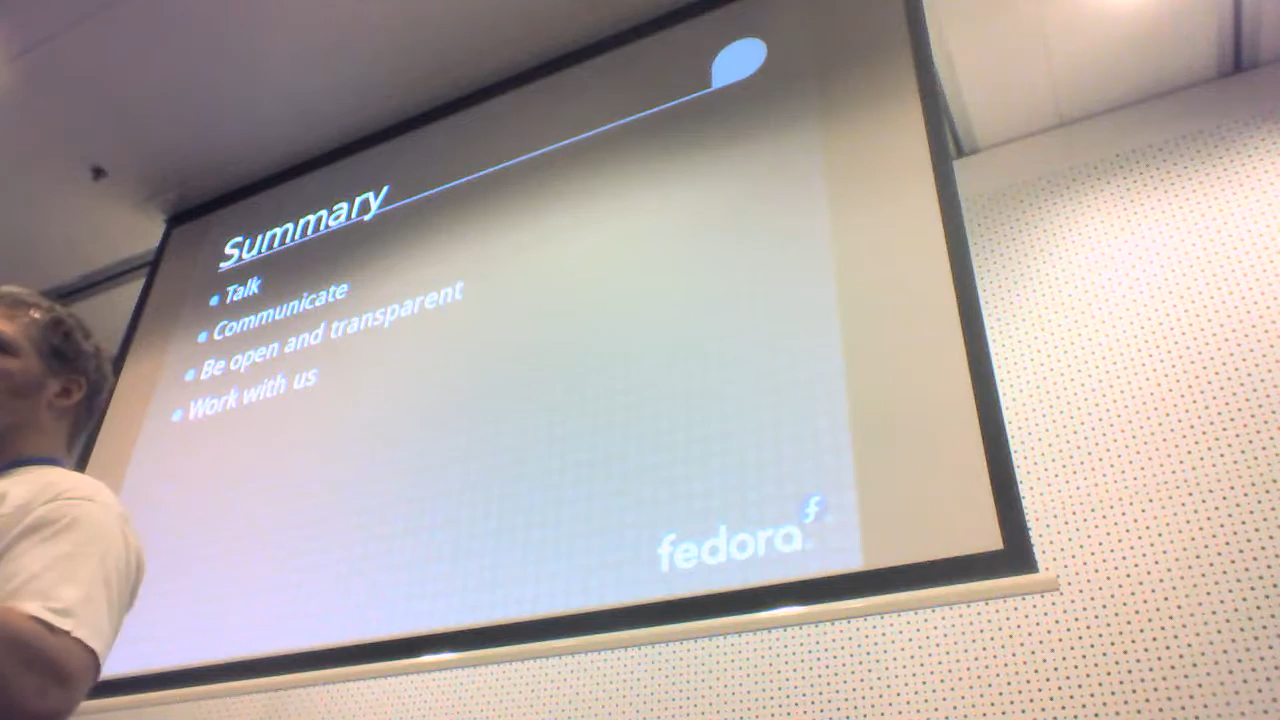 Summary
Talk
Communicate
Be open and transparent
Work with us
fedora